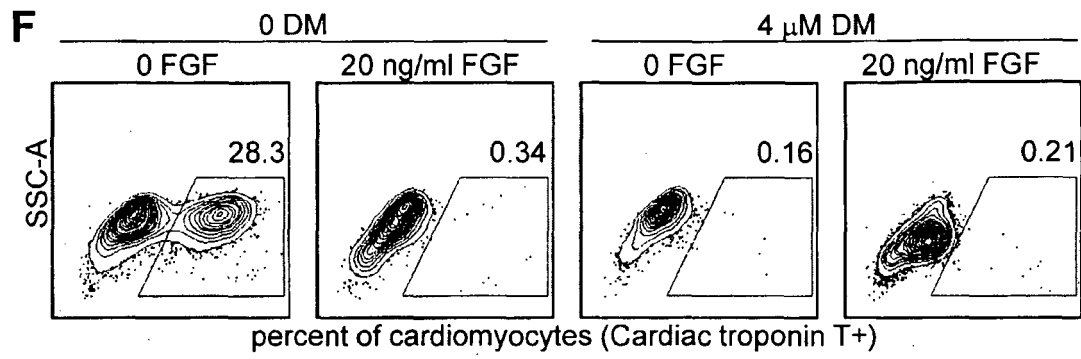 F
0 DM 4 μM DM
0 FGF 20 ng/ml FGF 0 FGF 20 ng/ml FGF
SSC-A
28.3 0.34 0.16 0.21
percent of cardiomyocytes (Cardiac troponin T+)